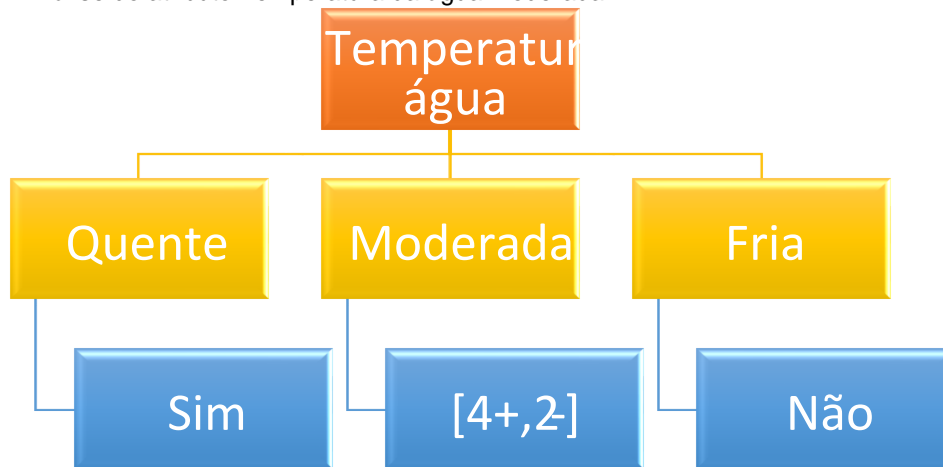 Temperatur
água
Quente
Moderada
Fria
Sim
[4+,2-]
Não